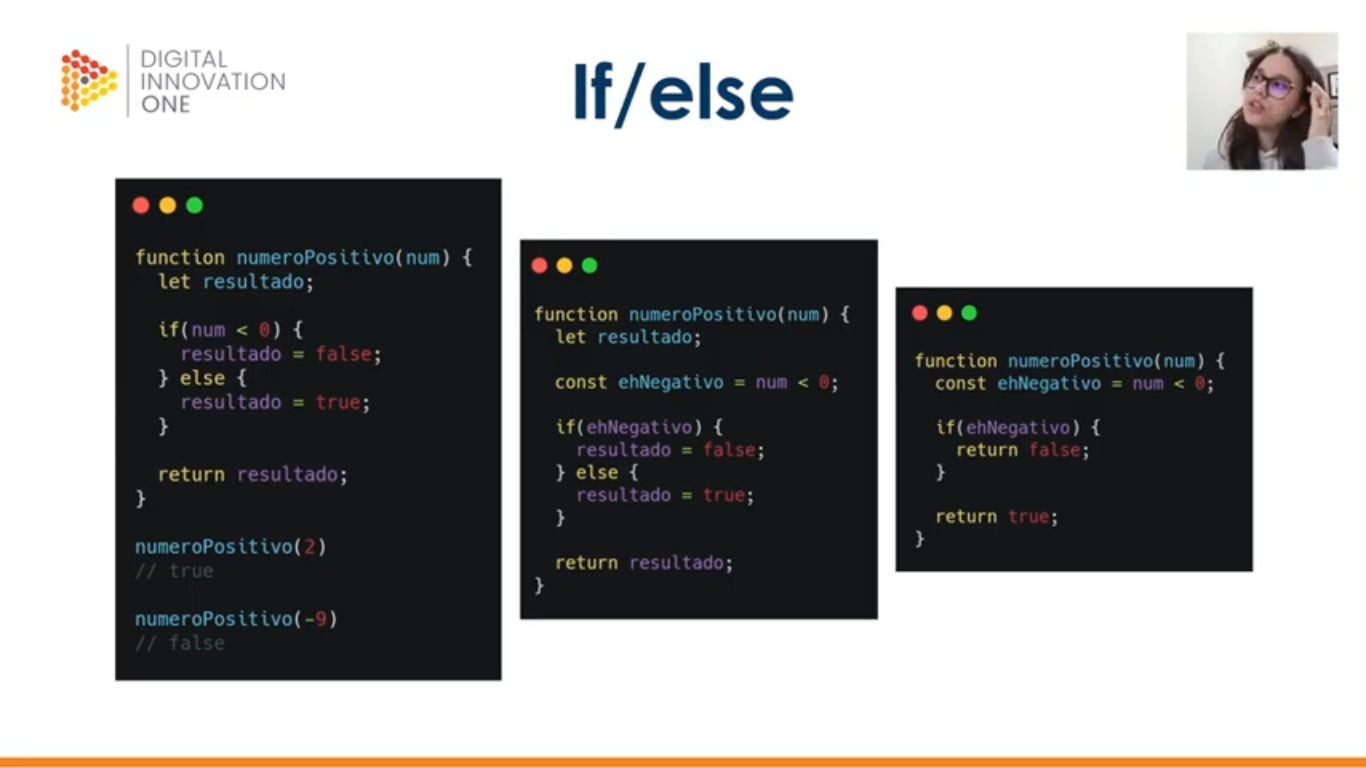 DIGITAL
INNOVATION
ONE
If/else
function numeroPositivo(num) {
let resultado;
if(num < 0) {
resultado = false;
} else {
resultado = true;
}
return resultado;
}
numeroPositivo(2)
// true
numeroPositivo(-9)
// false
function numeroPositivo(num) {
let resultado;
const ehNegativo = num < 0;
if(ehNegativo) {
resultado = false;
} else {
resultado = true;
}
return resultado;
}
function numeroPositivo(num) {
const ehNegativo = num < 0;
if(ehNegativo) {
return false;
}
return true;
}